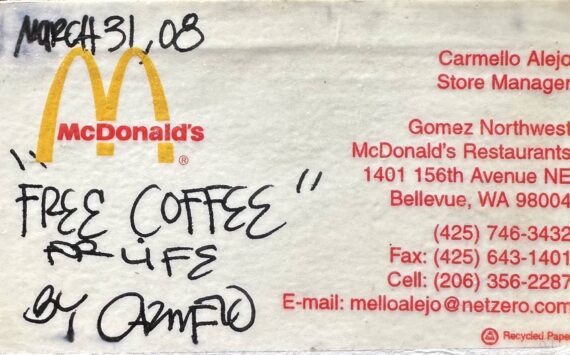 MARCH 31, 08
McDonald's
®
"FREE COFFEE"
FOR LIFE
BY CARMELO
Carmello Alejo
Store Manager
Gomez Northwest
McDonald's Restaurants
1401 156th Avenue NE
Bellevue, WA 98004
(425) 746-3432
Fax: (425) 643-1401
Cell: (206) 356-2287
E-mail: melloalejo@netzero.com
Recycled Paper